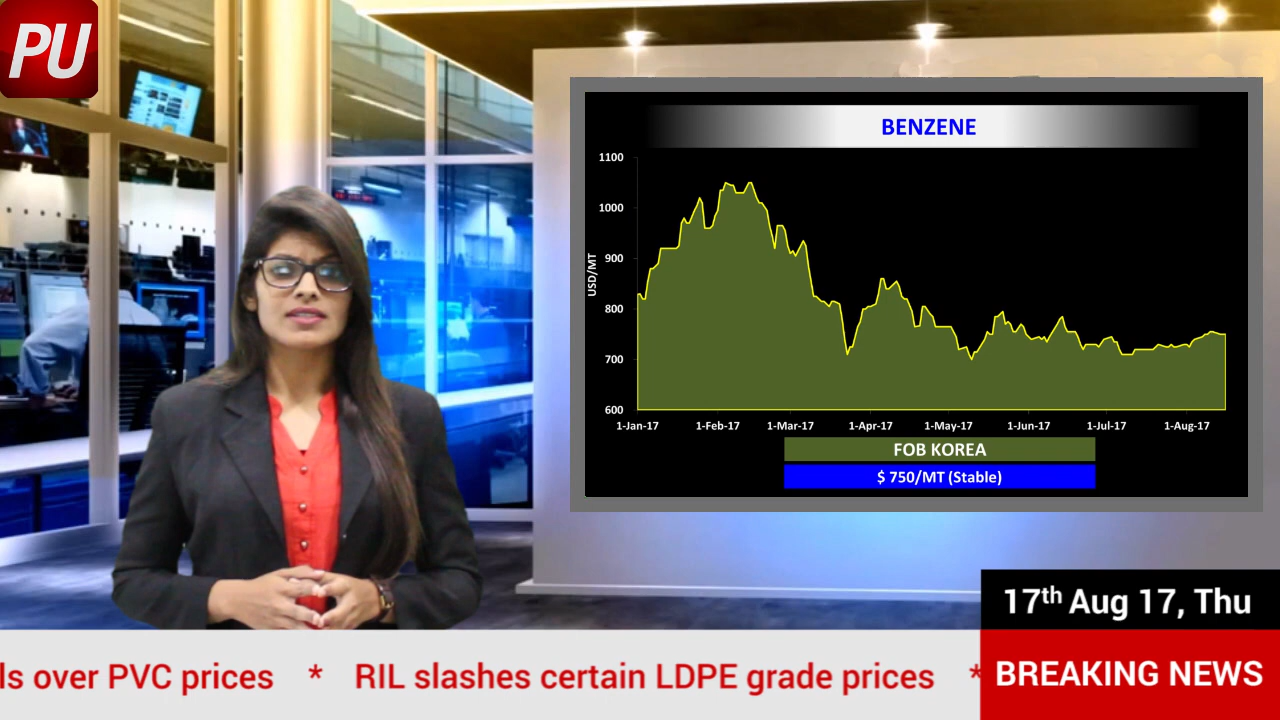 PU
BENZENE
1100
1000
900
800
700
600
USD/MT
1-Jan-17 1-Feb-17 1-Mar-17 1-Apr-17 1-May-17 1-Jun-17 1-Jul-17 1-Aug-17
FOB KOREA
$ 750/MT (Stable)
17th Aug 17, Thu
ls over PVC prices * RIL slashes certain LDPE grade prices *
BREAKING NEWS